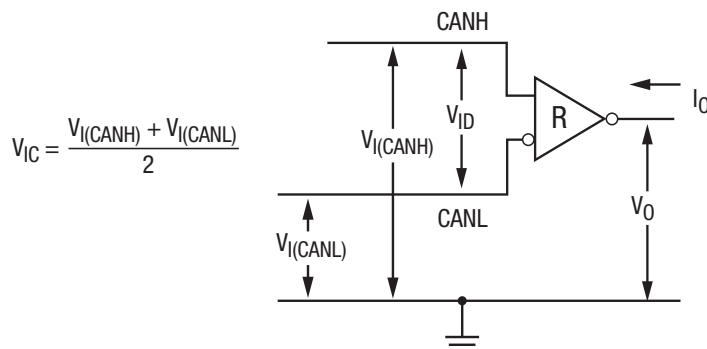 CANH
V_IC = (V_I(CANH) + V_I(CANL)) / 2
V_I(CANH)
V_ID
R
I_O
V_O
CANL
V_I(CANL)